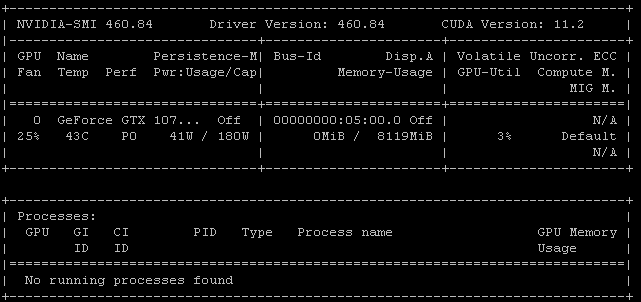 +-----------------------------------------------------------------------------+
| NVIDIA-SMI 460.84       Driver Version: 460.84       CUDA Version: 11.2     |
|-------------------------------+----------------------+----------------------+
| GPU  Name        Persistence-M| Bus-Id        Disp.A | Volatile Uncorr. ECC |
| Fan  Temp  Perf  Pwr:Usage/Cap|         Memory-Usage | GPU-Util  Compute M. |
|                               |                      |               MIG M. |
|===============================+======================+======================|
|   0  GeForce GTX 107...  Off  | 00000000:05:00.0 Off |                  N/A |
| 25%   43C    P0    41W / 180W |      0MiB /  8119MiB |      3%      Default |
|                               |                      |                  N/A |
+-------------------------------+----------------------+----------------------+

+-----------------------------------------------------------------------------+
| Processes:                                                                  |
|  GPU   GI   CI        PID   Type   Process name                  GPU Memory |
|        ID   ID                                                   Usage      |
|=============================================================================|
|  No running processes found                                                 |
+-----------------------------------------------------------------------------+